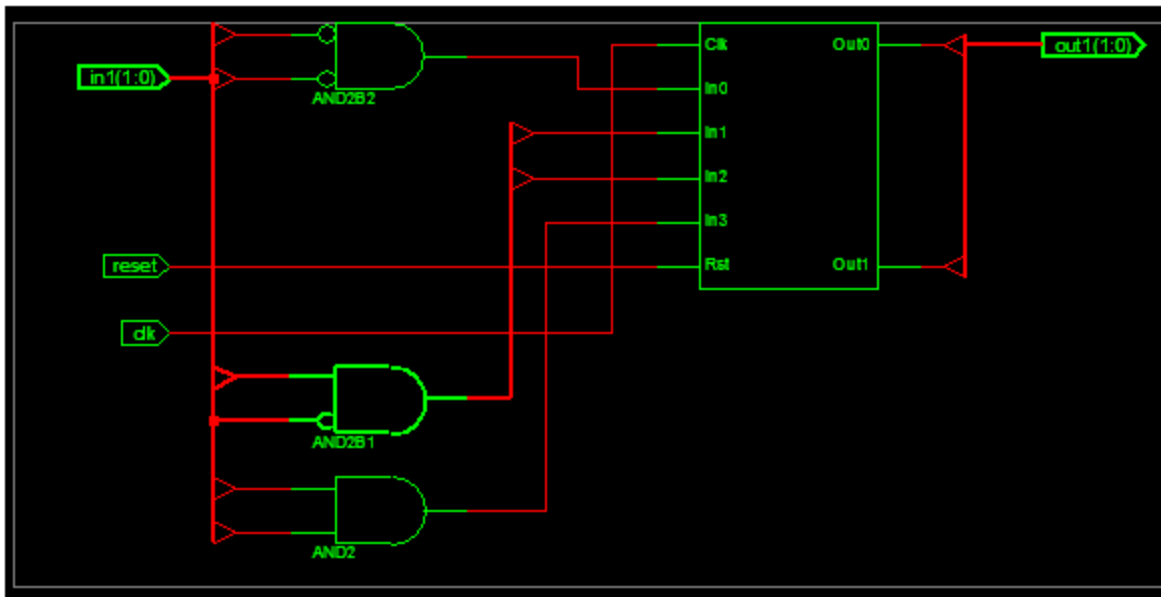 in1(1:0)
AND2B2
Clk
Out0
out1(1:0)
In0
In1
In2
In3
reset
Rst
Out1
clk
AND2B1
AND2